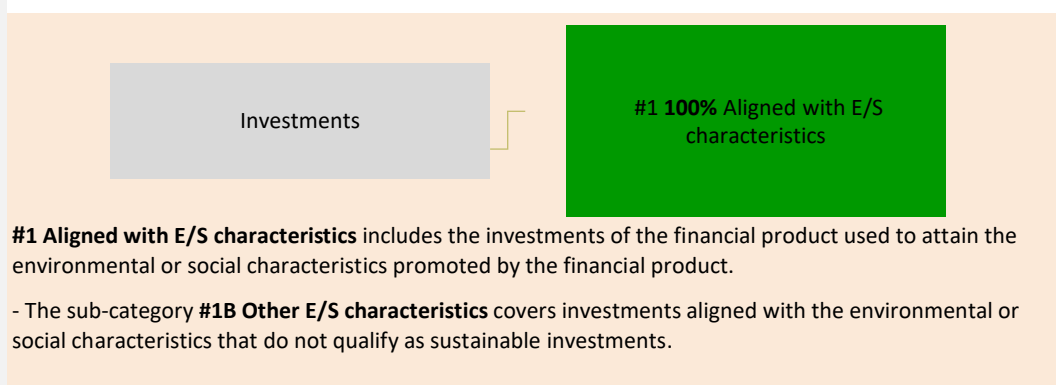 Investments
#1 100% Aligned with E/S
characteristics
#1 Aligned with E/S characteristics includes the investments of the financial product used to attain the
environmental or social characteristics promoted by the financial product.
- The sub-category #1B Other E/S characteristics covers investments aligned with the environmental or
social characteristics that do not qualify as sustainable investments.